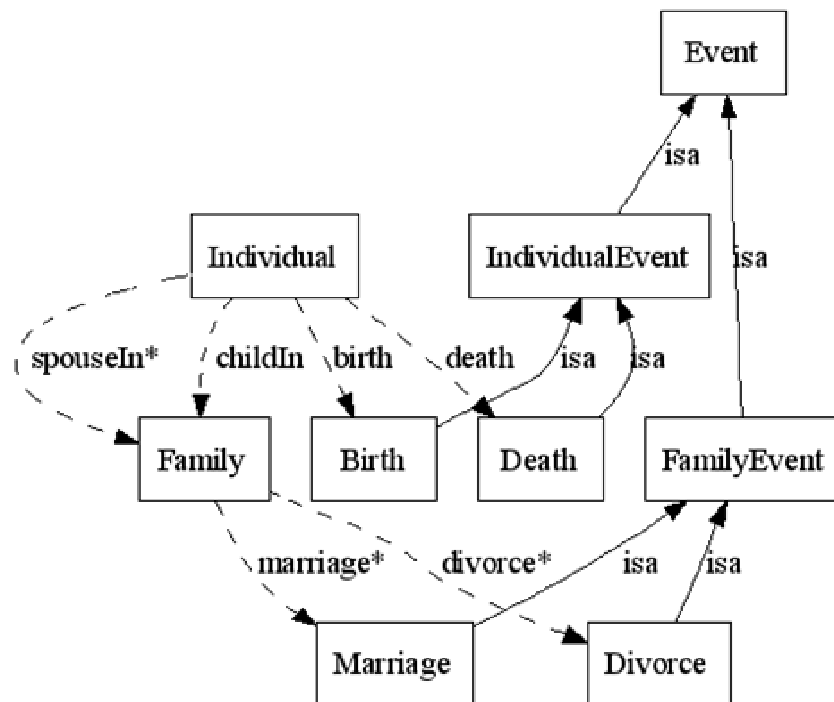 Event
isa
Individual
IndividualEvent
isa
spouseIn*
childIn
birth
death
isa
isa
Family
Birth
Death
FamilyEvent
marriage*
divorce*
isa
isa
Marriage
Divorce